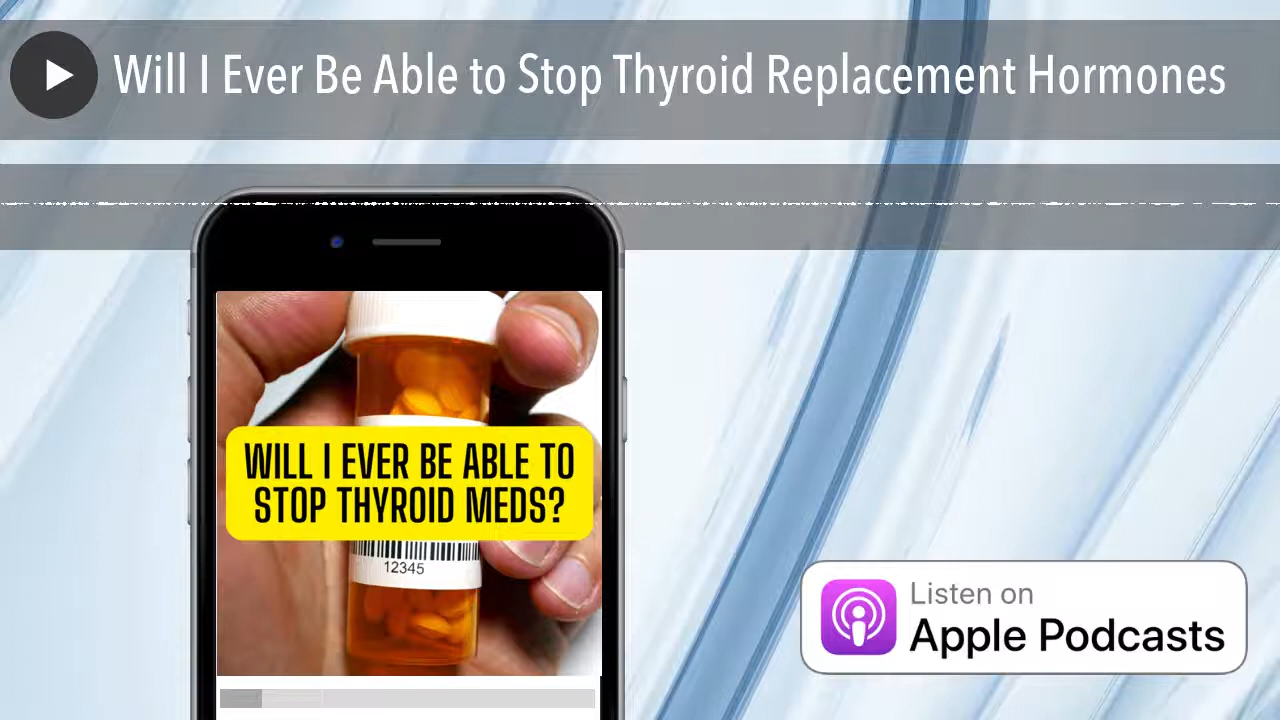 Will I Ever Be Able to Stop Thyroid Replacement Hormones
WILL I EVER BE ABLE TO
STOP THYROID MEDS?
12345
Listen on
Apple Podcasts